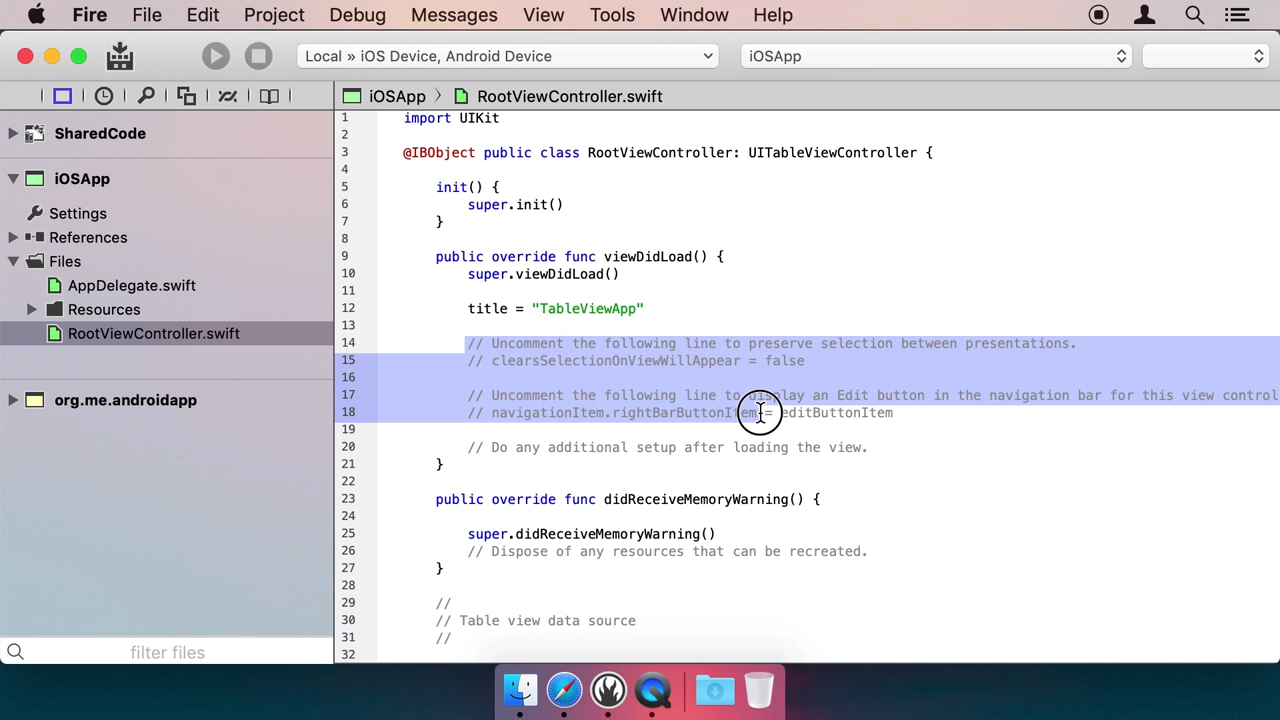 Fire File Edit Project Debug Messages View Tools Window Help
Local » iOS Device, Android Device
iOSApp
iOSApp 〉 RootViewController.swift
SharedCode
iOSApp
Settings
References
Files
AppDelegate.swift
Resources
RootViewController.swift
org.me.androidapp
filter files
1 import UIKit
2
3 @IBObject public class RootViewController: UITableViewController {
4
5 init() {
6 super.init()
7 }
8
9 public override func viewDidLoad() {
10 super.viewDidLoad()
11
12 title = "TableViewApp"
13
14 // Uncomment the following line to preserve selection between presentations.
15 // clearsSelectionOnViewWillAppear = false
16
17 // Uncomment the following line to display an Edit button in the navigation bar for this view control
18 // navigationItem.rightBarButtonItem = editButtonItem
19
20 // Do any additional setup after loading the view.
21 }
22
23 public override func didReceiveMemoryWarning() {
24
25 super.didReceiveMemoryWarning()
26 // Dispose of any resources that can be recreated.
27 }
28
29 //
30 // Table view data source
31 //
32